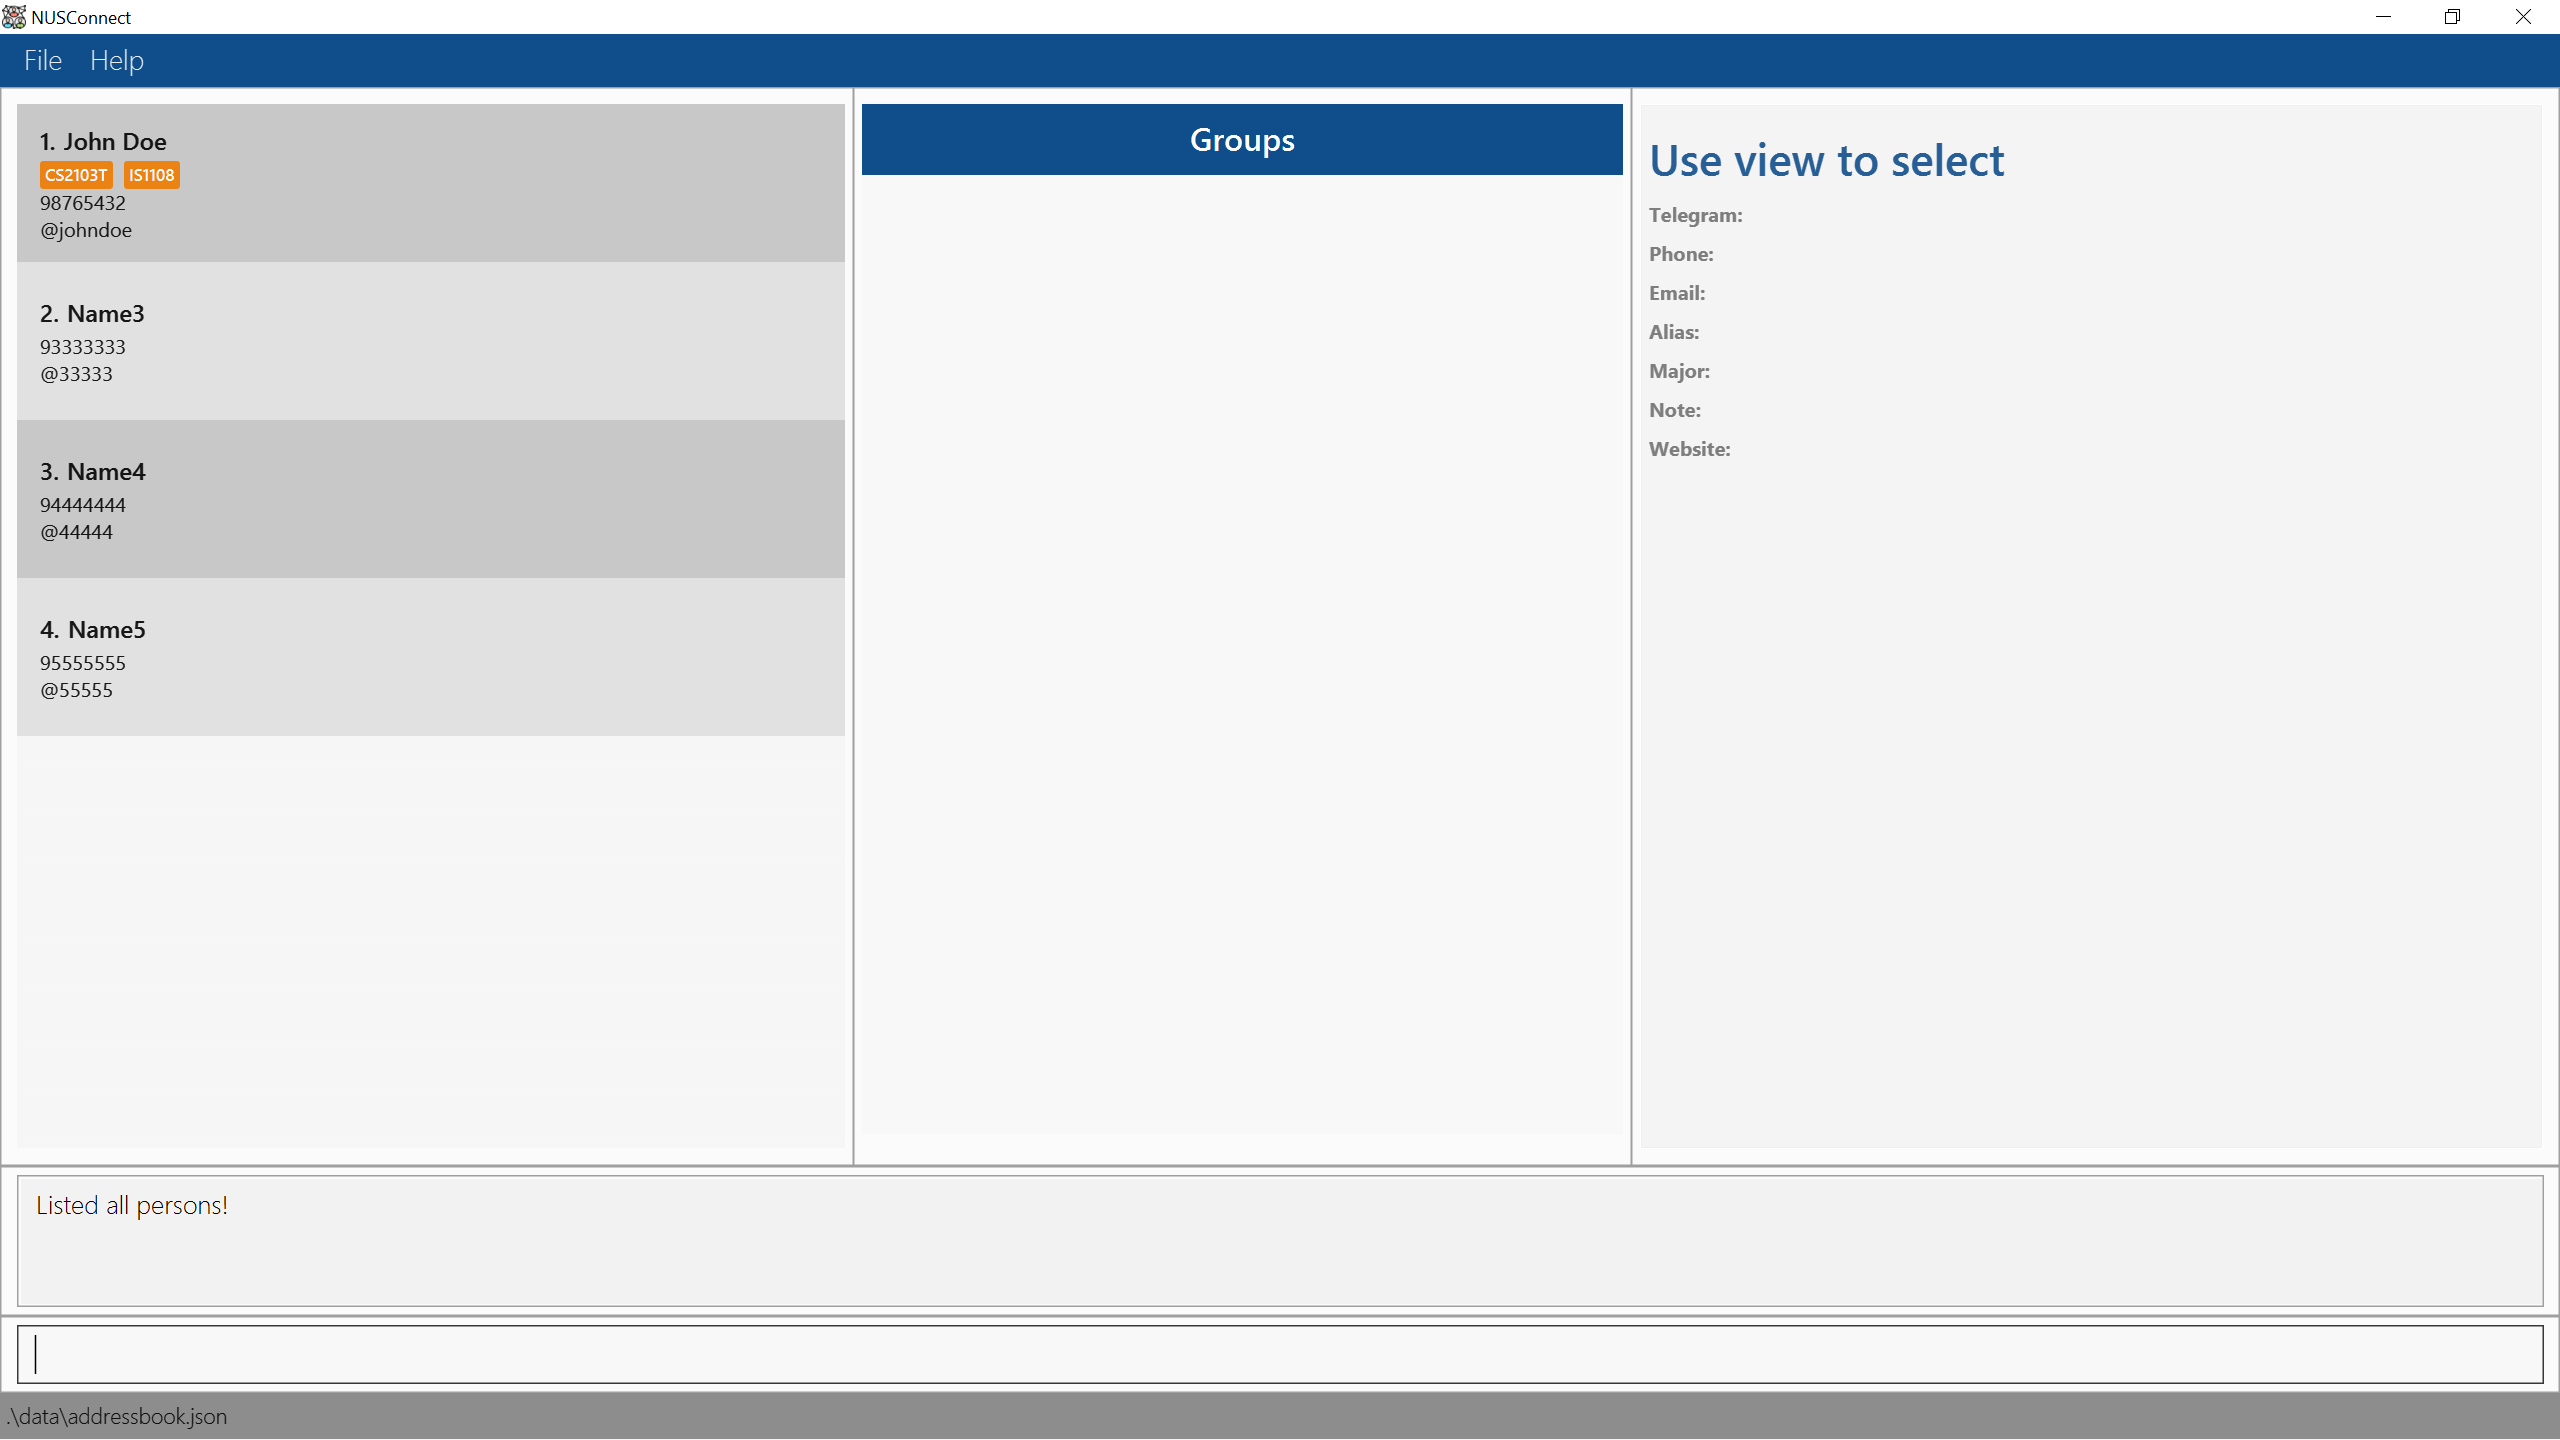 NUSConnect
File Help
1. John Doe
CS2103T IS1108
98765432
@johndoe
2. Name3
93333333
@33333
3. Name4
94444444
@44444
4. Name5
95555555
@55555
Groups
Use view to select
Telegram:
Phone:
Email:
Alias:
Major:
Note:
Website:
Listed all persons!
.\data\addressbook.json